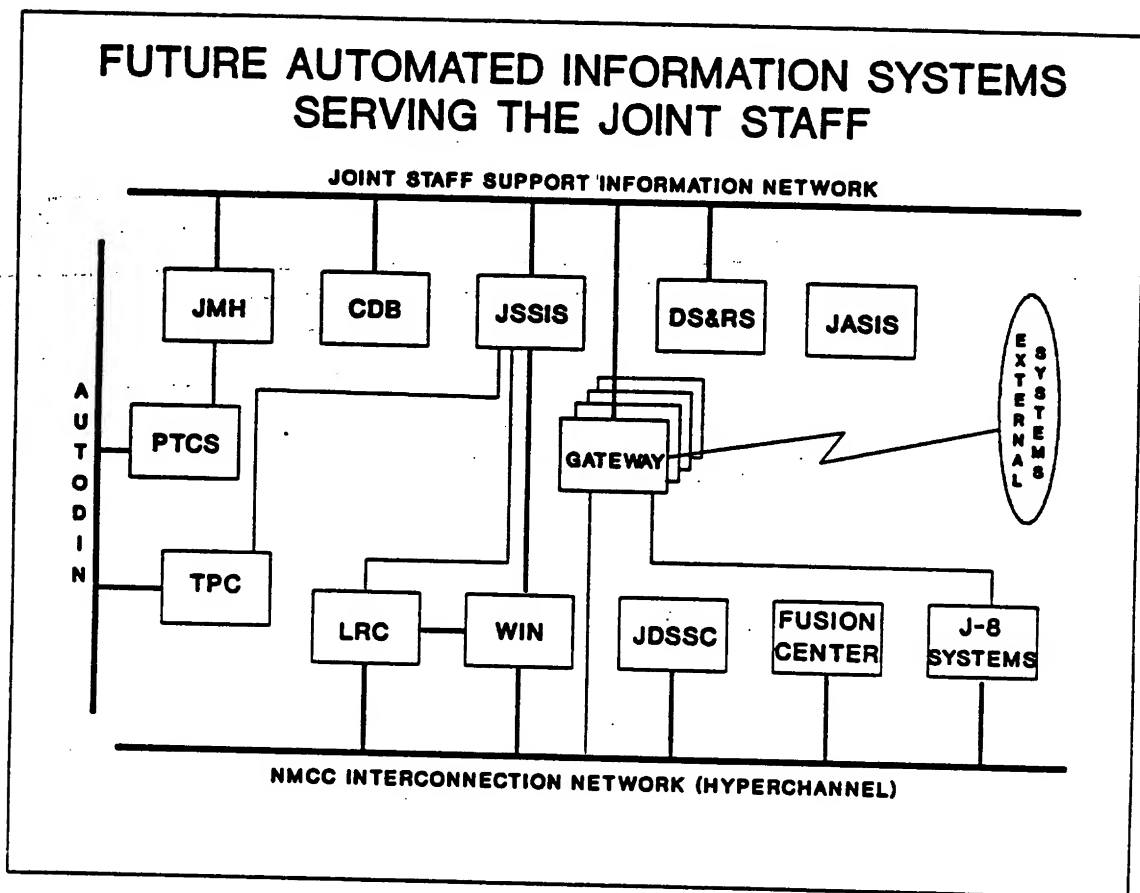 FUTURE AUTOMATED INFORMATION SYSTEMS
SERVING THE JOINT STAFF
JOINT STAFF SUPPORT INFORMATION NETWORK
JMH
CDB
JSSIS
DS&RS
JASIS
EXTERNAL
SYSTEMS
AUTODIN
PTCS
GATEWAY
TPC
LRC
WIN
JDSSC
FUSION
CENTER
J-8
SYSTEMS
NMCC INTERCONNECTION NETWORK (HYPERCHANNEL)